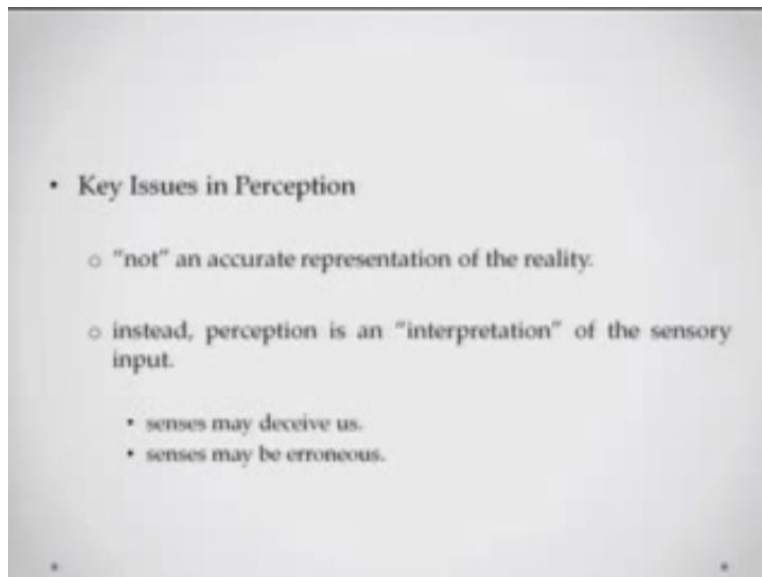 • Key Issues in Perception
o "not" an accurate representation of the reality.
o instead, perception is an "interpretation" of the sensory
input.
• senses may deceive us.
• senses may be erroneous.